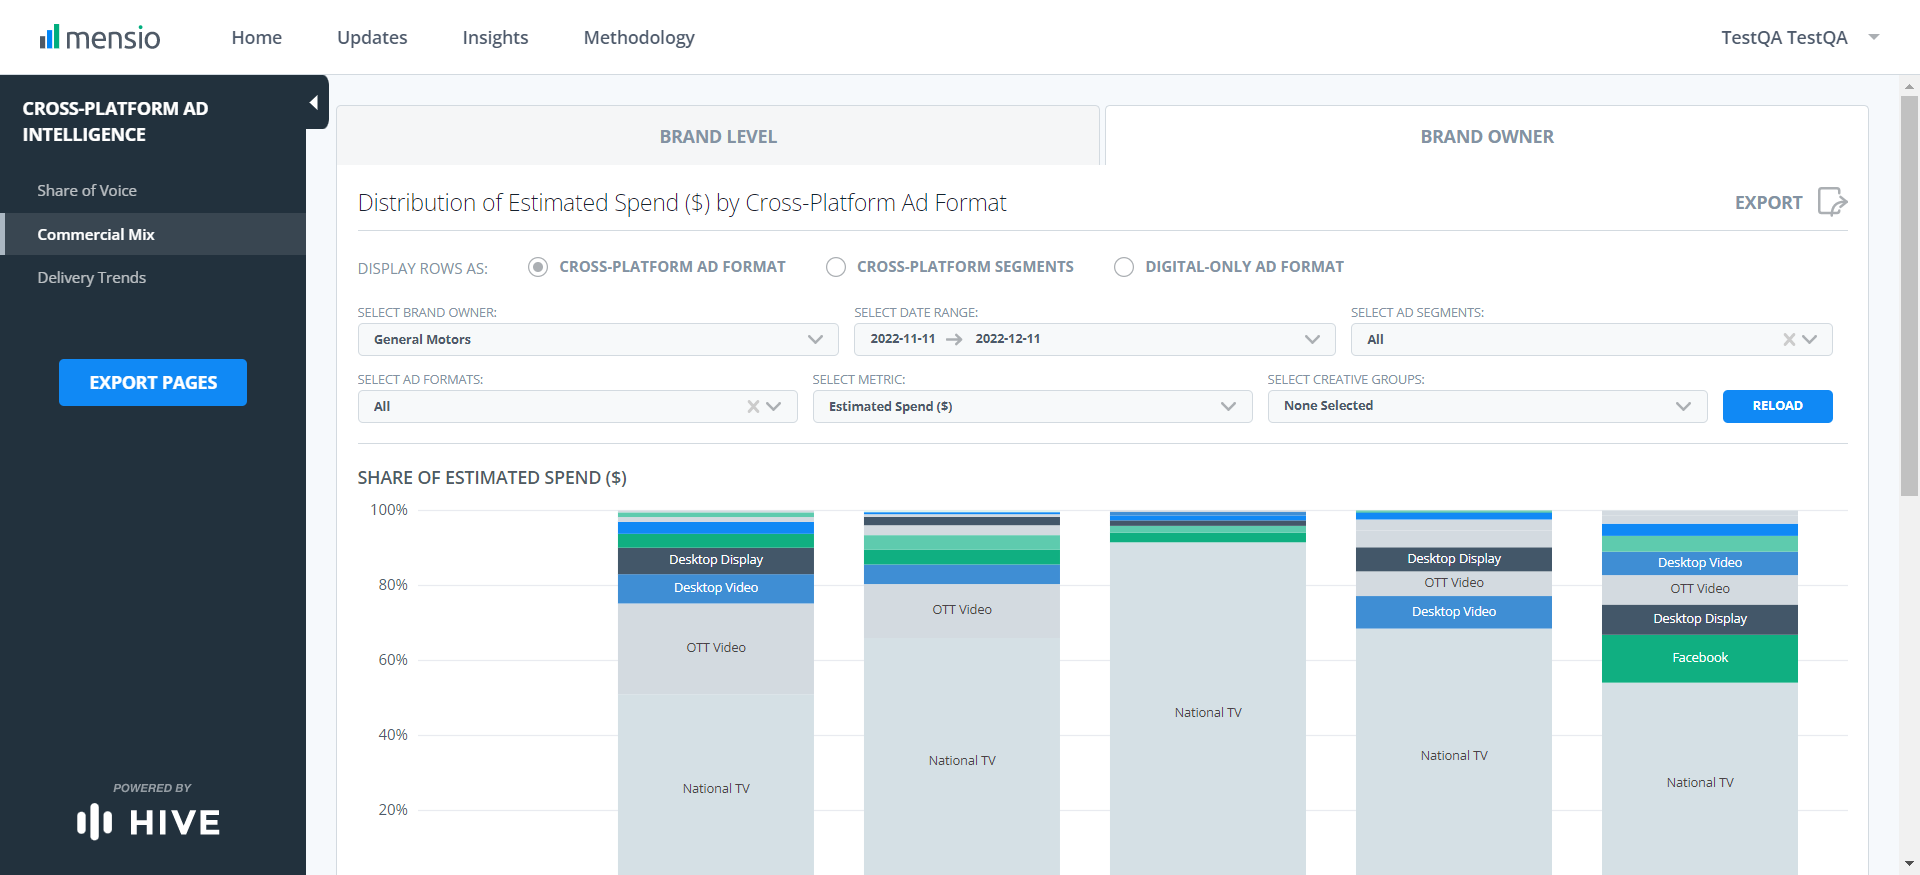 mensio
Home
Updates
Insights
Methodology
TestQA TestQA
CROSS-PLATFORM AD
INTELLIGENCE
Share of Voice
Commercial Mix
Delivery Trends
EXPORT PAGES
POWERED BY
HIVE
BRAND LEVEL
BRAND OWNER
Distribution of Estimated Spend ($) by Cross-Platform Ad Format
EXPORT
DISPLAY ROWS AS:
CROSS-PLATFORM AD FORMAT
CROSS-PLATFORM SEGMENTS
DIGITAL-ONLY AD FORMAT
SELECT BRAND OWNER:
General Motors
SELECT DATE RANGE:
2022-11-11 → 2022-12-11
SELECT AD SEGMENTS:
All
SELECT AD FORMATS:
All
SELECT METRIC:
Estimated Spend ($)
SELECT CREATIVE GROUPS:
None Selected
RELOAD
SHARE OF ESTIMATED SPEND ($)
100%
80%
60%
40%
20%
Desktop Display
Desktop Video
OTT Video
National TV
OTT Video
National TV
National TV
Desktop Display
OTT Video
Desktop Video
National TV
Desktop Video
OTT Video
Desktop Display
Facebook
National TV